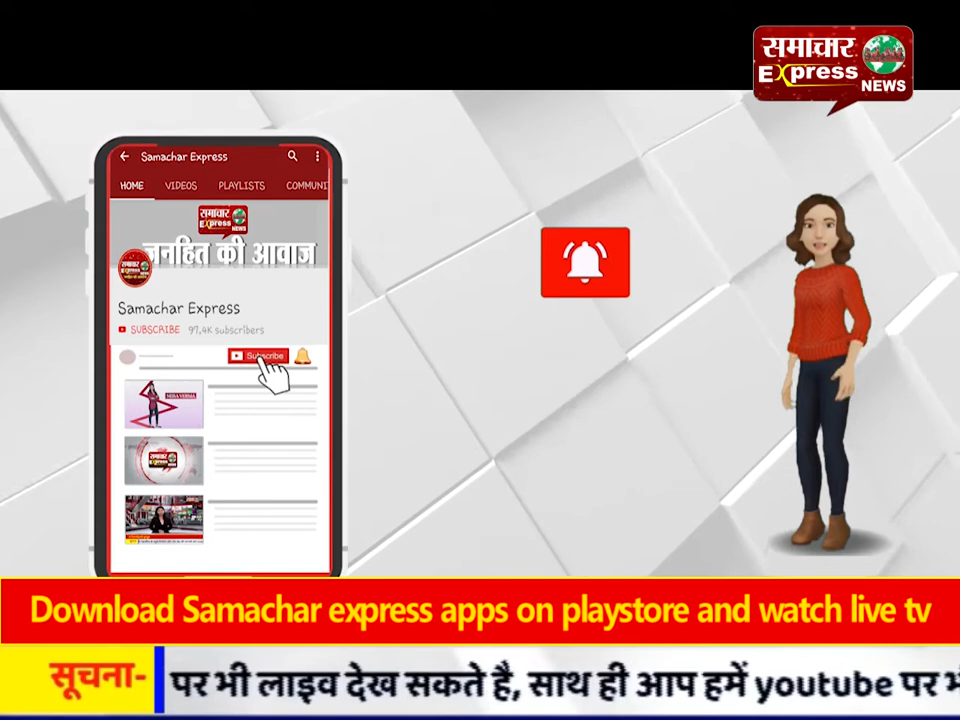 समाचार
Express
NEWS
Samachar Express
HOME VIDEOS PLAYLISTS COMMUNI
समाचार
Express
NEWS
जनहित की आवाज
Samachar Express
SUBSCRIBE 97.4K subscribers
Subscribe
Download Samachar express apps on playstore and watch live tv
सूचना- पर भी लाइव देख सकते है, साथ ही आप हमें youtube पर